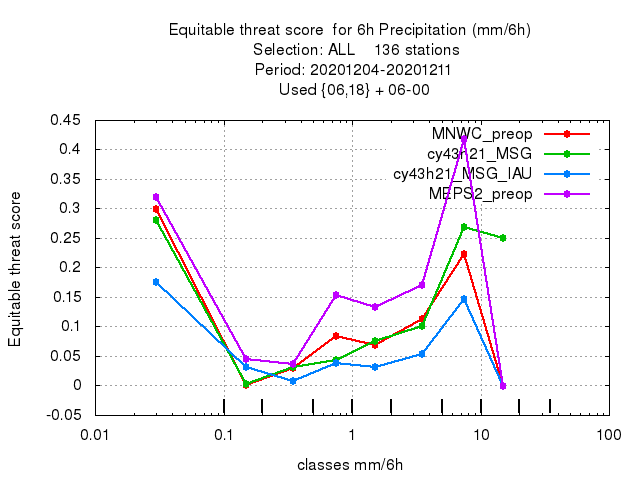 Equitable threat score  for 6h Precipitation (mm/6h)
Selection: ALL    136 stations
Period: 20201204-20201211
Used {06,18} + 06-00
MNWC_preop
cy43h21_MSG
cy43h21_MSG_IAU
MEPS2_preop
Equitable threat score
0.45
0.4
0.35
0.3
0.25
0.2
0.15
0.1
0.05
0
-0.05
0.01
0.1
1
10
100
classes mm/6h